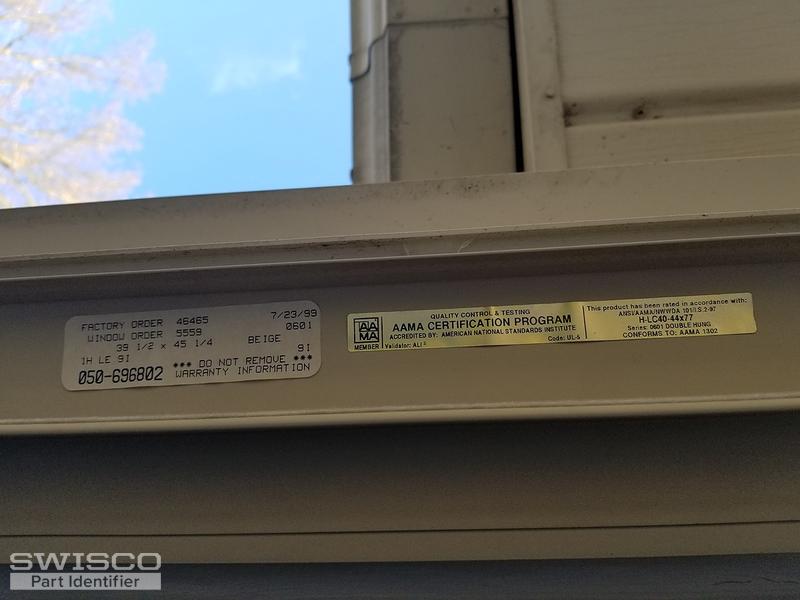 FACTORY ORDER 46465 7/23/99
WINDOW ORDER 5559 0601
39 1/2 x 45 1/4 BEIGE
1H LE 9I 9I
050-696802 *** DO NOT REMOVE ***
WARRANTY INFORMATION
AAMA
MEMBER
QUALITY CONTROL & TESTING
AAMA CERTIFICATION PROGRAM
ACCREDITED BY: AMERICAN NATIONAL STANDARDS INSTITUTE
Validator: ALI Code: UL-5
This product has been rated in accordance with:
ANSI/AAMA/NWWDA 101/I.S.2-97
H-LC40-44x77
Series: 0601 DOUBLE HUNG
CONFORMS TO: AAMA 1302
SWISCO
Part Identifier